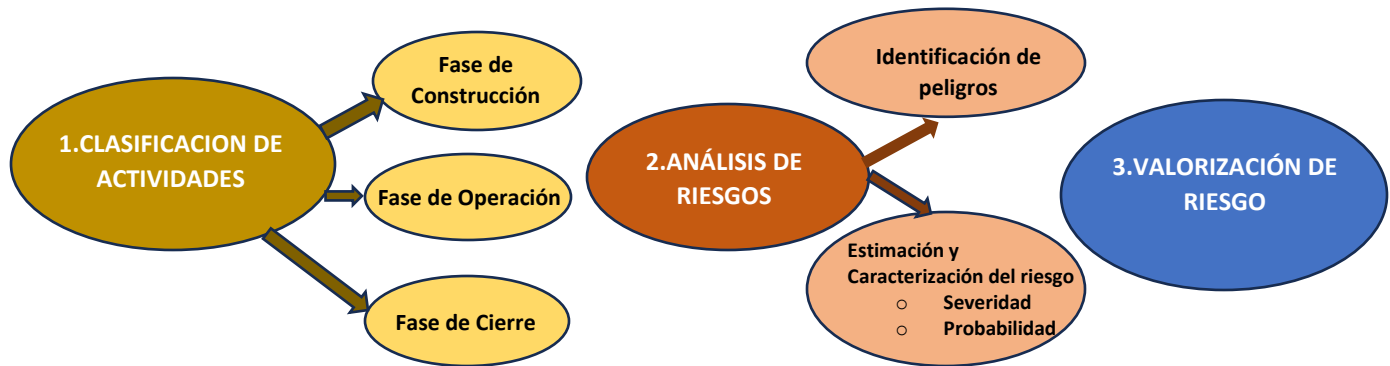 1.CLASIFICACION DE
ACTIVIDADES
Fase de
Construcción
Fase de Operación
Fase de Cierre
2.ANÁLISIS DE
RIESGOS
Identificación de
peligros
Estimación y
Caracterización del riesgo
o Severidad
o Probabilidad
3.VALORIZACIÓN DE
RIESGO